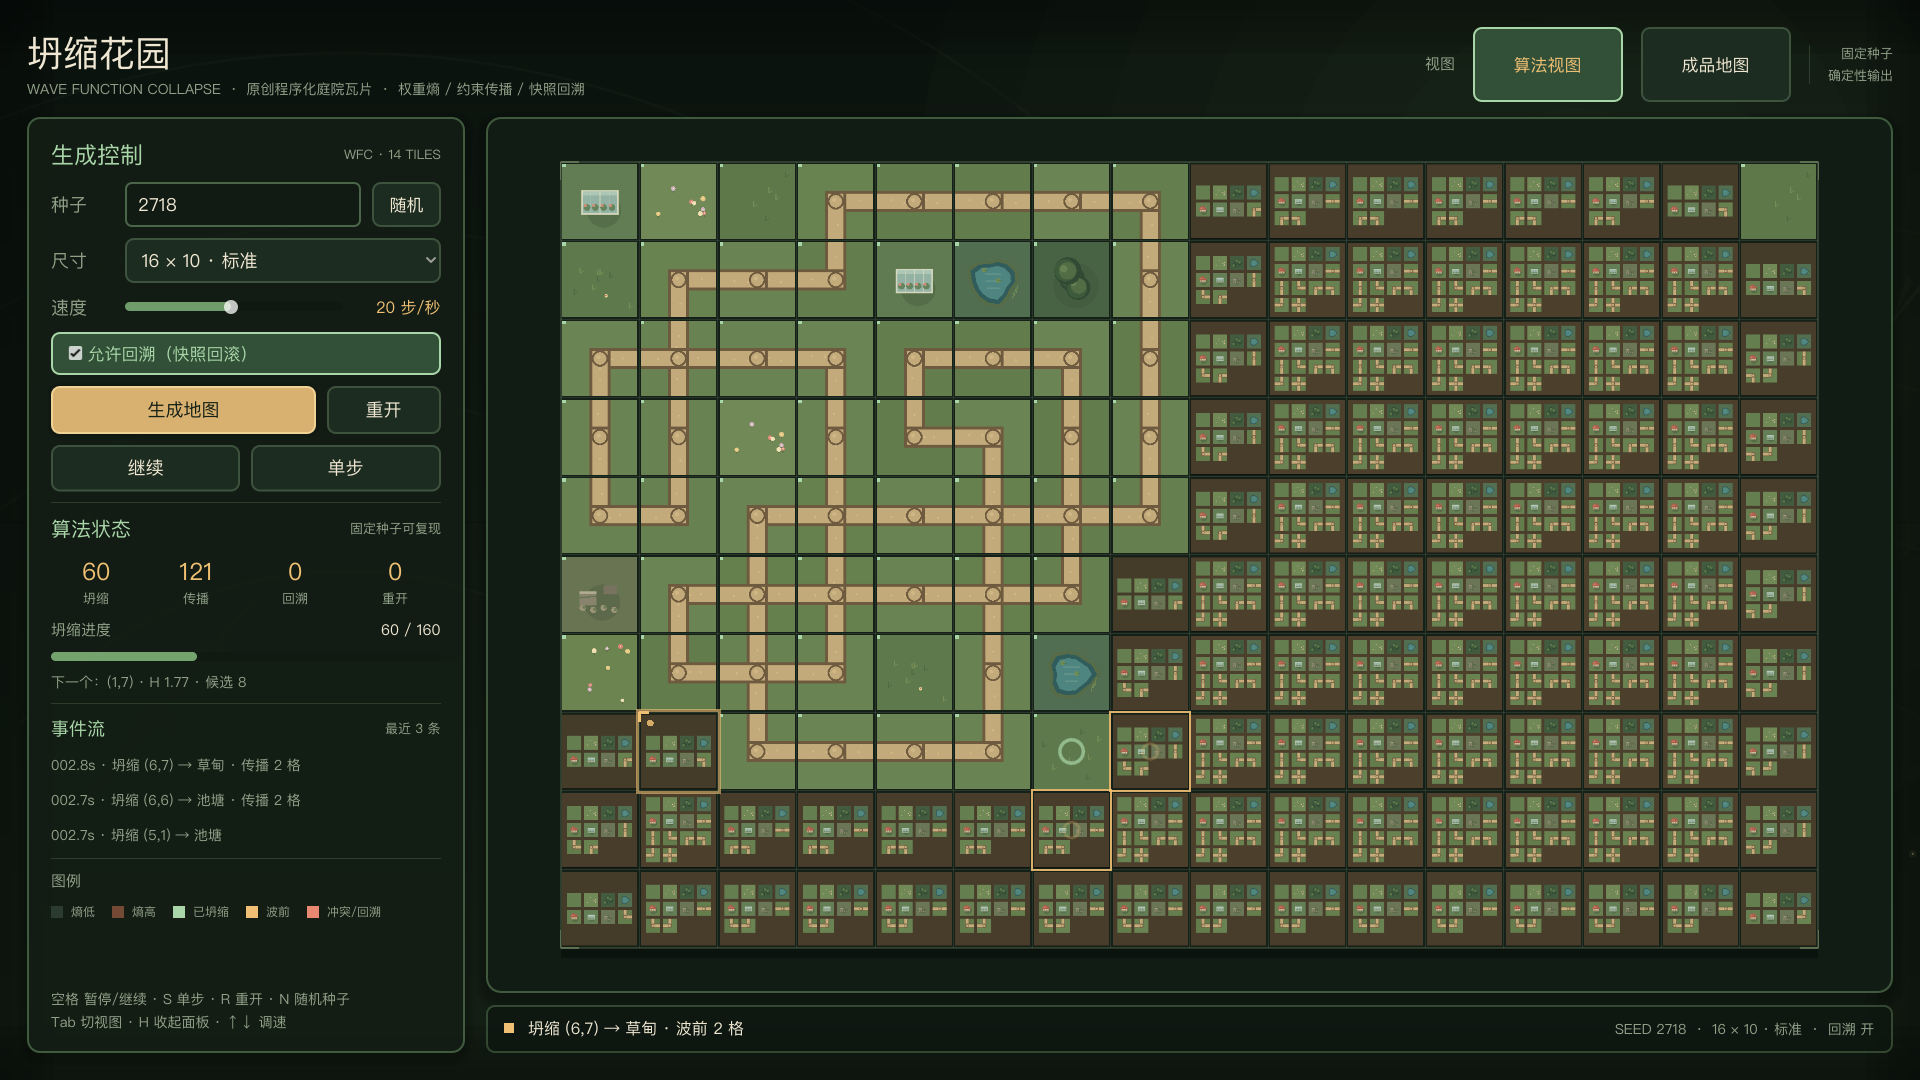 坍缩花园
WAVE FUNCTION COLLAPSE · 原创程序化庭院瓦片 · 权重熵 / 约束传播 / 快照回溯
视图
算法视图
成品地图
固定种子
确定性输出
生成控制
WFC · 14 TILES
种子
2718
随机
尺寸
16 × 10 · 标准
速度
20 步/秒
允许回溯（快照回滚）
生成地图
重开
继续
单步
算法状态
固定种子可复现
60
121
0
0
坍缩
传播
回溯
重开
坍缩进度
60 / 160
下一个：(1,7) · H 1.77 · 候选 8
事件流
最近 3 条
002.8s · 坍缩 (6,7) → 草甸 · 传播 2 格
002.7s · 坍缩 (6,6) → 池塘 · 传播 2 格
002.7s · 坍缩 (5,1) → 池塘
图例
熵低
熵高
已坍缩
波前
冲突/回溯
空格 暂停/继续 · S 单步 · R 重开 · N 随机种子
Tab 切视图 · H 收起面板 · ↑↓ 调速
坍缩 (6,7) → 草甸 · 波前 2 格
SEED 2718 · 16 × 10 · 标准 · 回溯 开